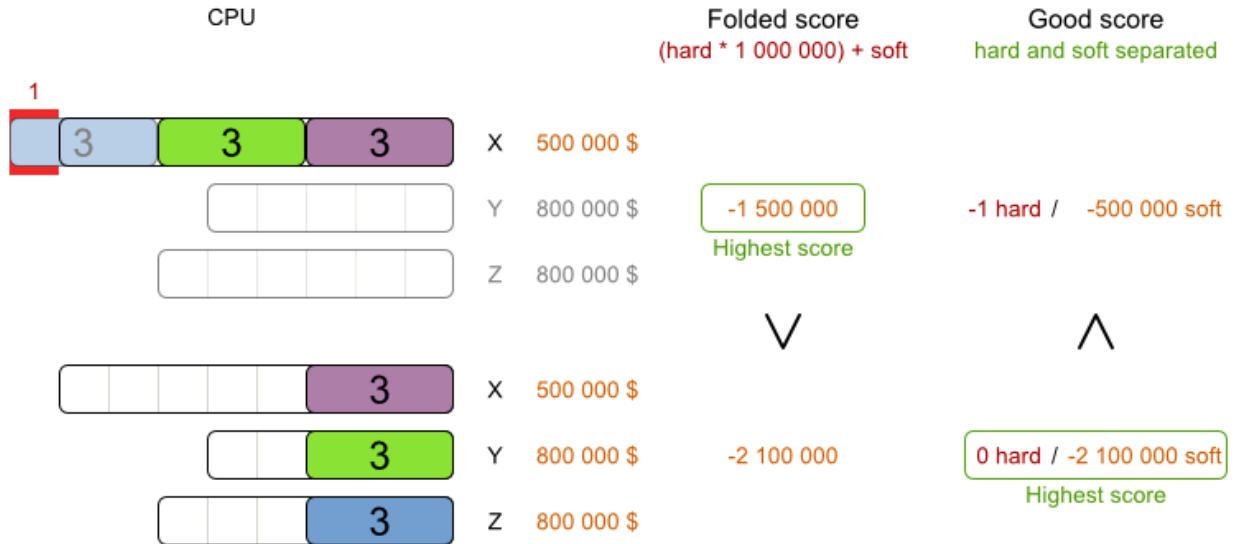 CPU Folded score Good score
(hard * 1 000 000) + soft hard and soft separated
1
3 3 3 X 500 000 $
Y 800 000 $ -1 500 000 -1 hard / -500 000 soft
Highest score
Z 800 000 $
> <
3 X 500 000 $
3 Y 800 000 $ -2 100 000 0 hard / -2 100 000 soft
Highest score
3 Z 800 000 $